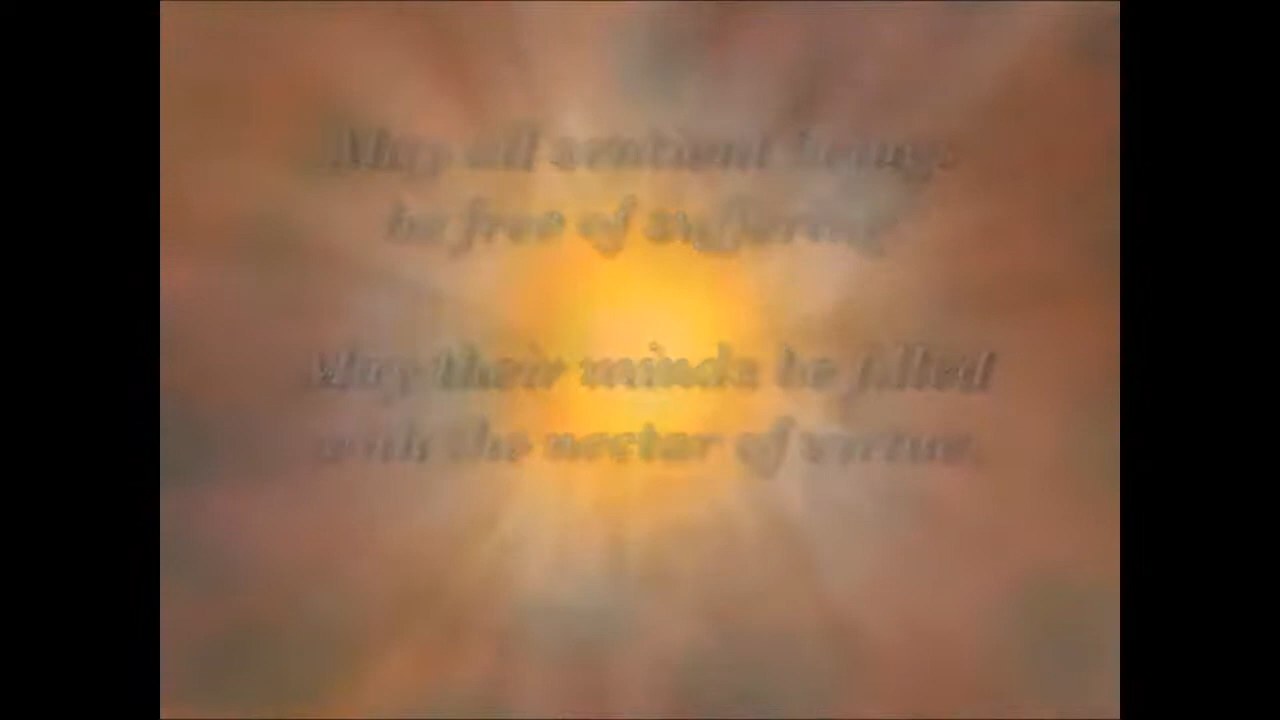 May all sentient beings
be free of suffering
May their minds be filled
with the nectar of virtue.